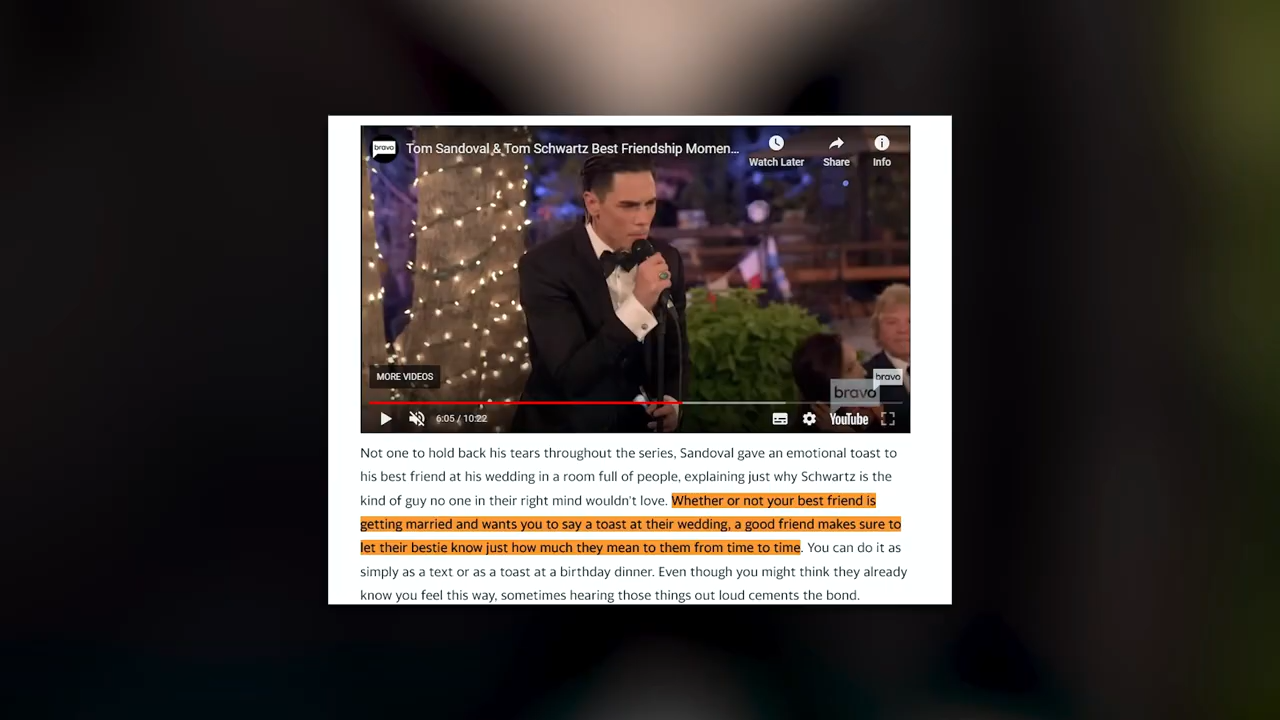 bravo
Tom Sandoval & Tom Schwartz Best Friendship Momen...
Watch Later
Share
Info
MORE VIDEOS
bravo
bravo
6:05 / 10:22
YouTube
Not one to hold back his tears throughout the series, Sandoval gave an emotional toast to
his best friend at his wedding in a room full of people, explaining just why Schwartz is the
kind of guy no one in their right mind wouldn't love. Whether or not your best friend is
getting married and wants you to say a toast at their wedding, a good friend makes sure to
let their bestie know just how much they mean to them from time to time. You can do it as
simply as a text or as a toast at a birthday dinner. Even though you might think they already
know you feel this way, sometimes hearing those things out loud cements the bond.